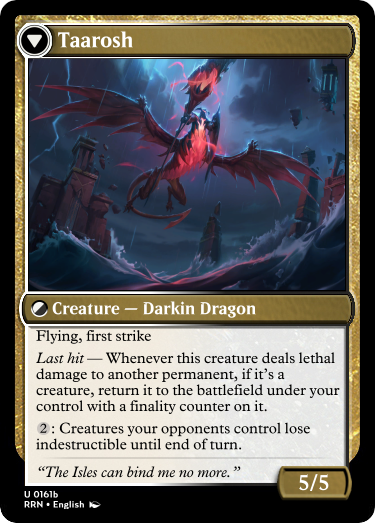 Taarosh
Creature — Darkin Dragon
Flying, first strike
Last hit — Whenever this creature deals lethal
damage to another permanent, if it's a
creature, return it to the battlefield under your
control with a finality counter on it.
2: Creatures your opponents control lose
indestructible until end of turn.
"The Isles can bind me no more."
5/5
U 0161b
RRN • English